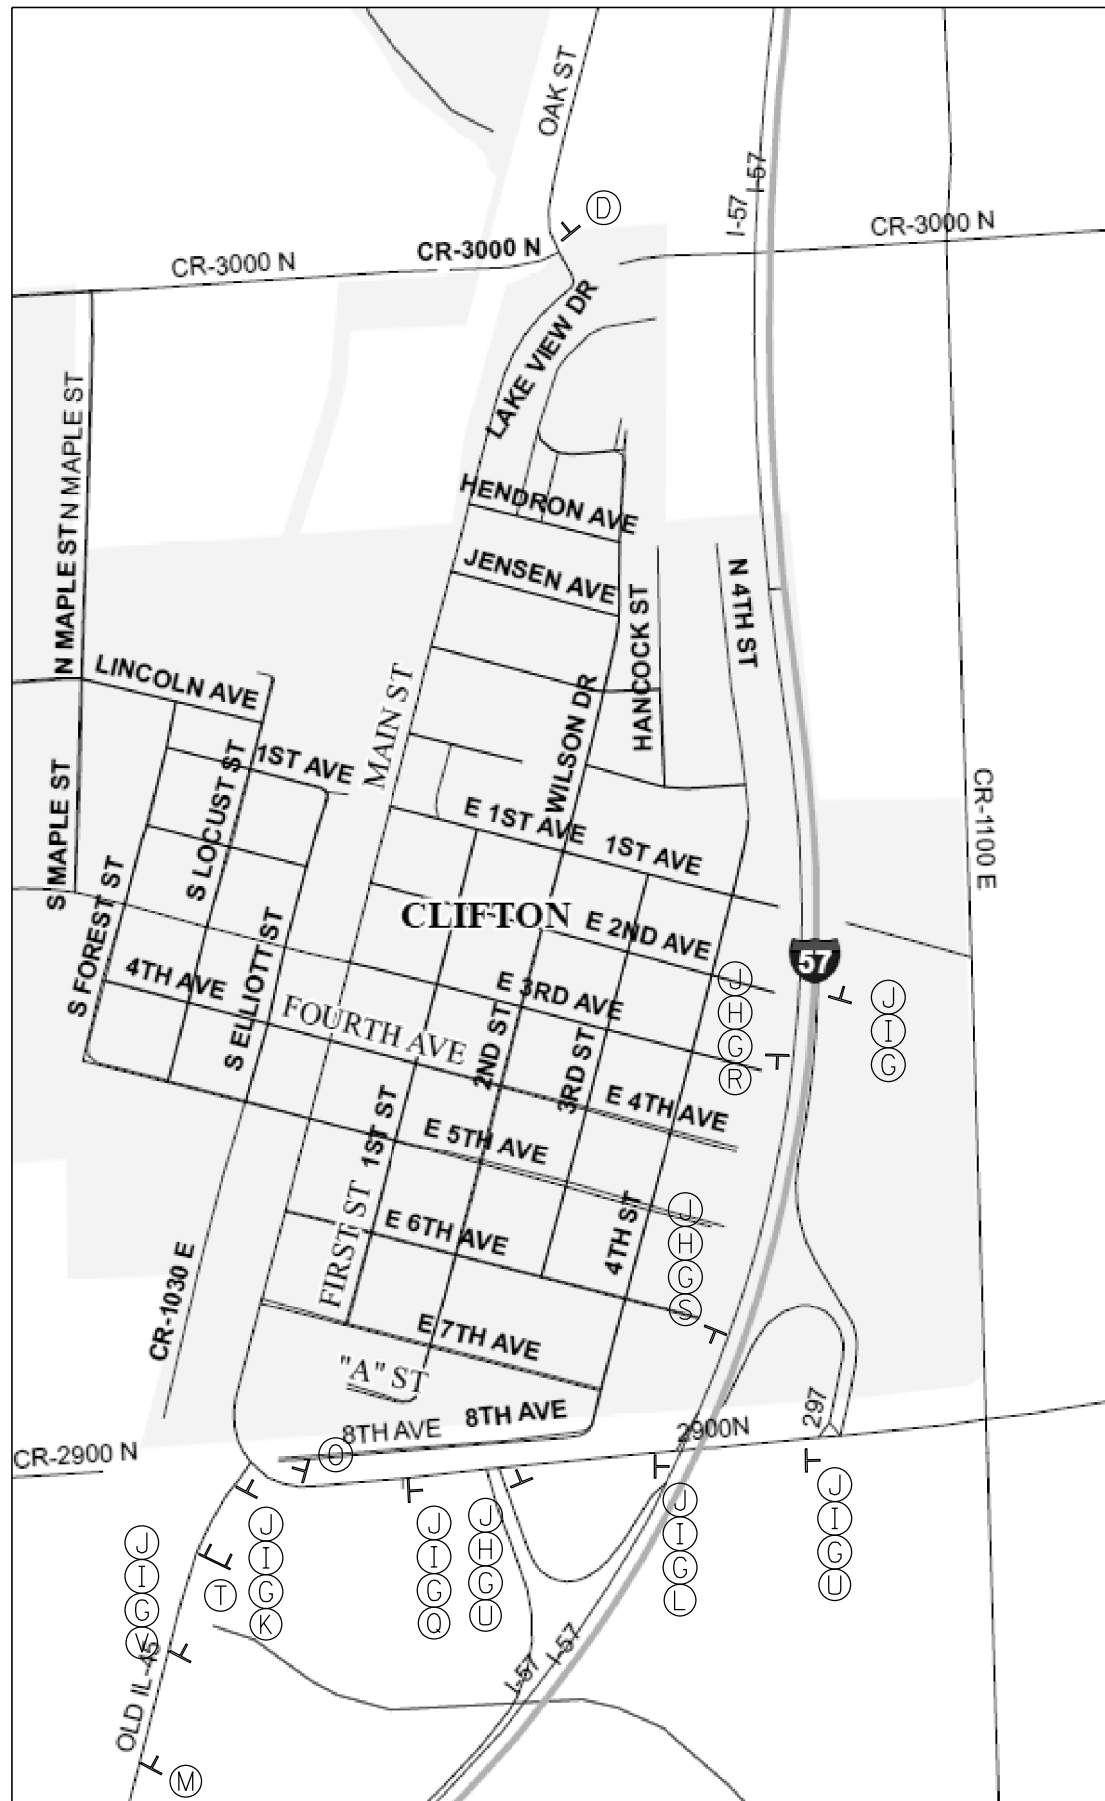 OAK ST
I-57
I-57
D
CR-3000 N
CR-3000 N
CR-3000 N
LAKE VIEW DR
N MAPLE ST
N MAPLE ST
HENDRON AVE
JENSEN AVE
HANCOCK ST
N 4TH ST
LINCOLN AVE
MAIN ST
WILSON DR
1ST AVE
S LOCUST ST
S MAPLE ST
E 1ST AVE
1ST AVE
CR-1100 E
S FOREST ST
CLIFTON
E 2ND AVE
S ELLIOTT ST
4TH AVE
57
E 3RD AVE
J
H
G
R
J
I
G
FOURTH AVE
2ND ST
3RD ST
E 4TH AVE
1ST ST
E 5TH AVE
FIRST ST
E 6TH AVE
4TH ST
J
H
G
S
CR-1030 E
E 7TH AVE
"A" ST
8TH AVE
8TH AVE
297
2900N
CR-2900 N
O
J
I
G
V
T
J
I
G
K
J
I
G
Q
J
H
G
U
J
I
G
L
J
I
G
U
OLD IL-45
I-57
I-57
M